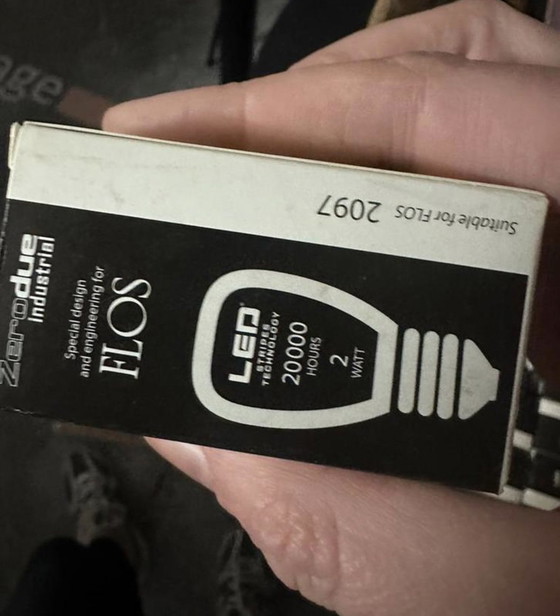 Suitable for FLOS 2097
Zerodue
industrial
Special design
and engineering for
FLOS
LED
STRIPES
TECHNOLOGY
20000
HOURS
2
WATT